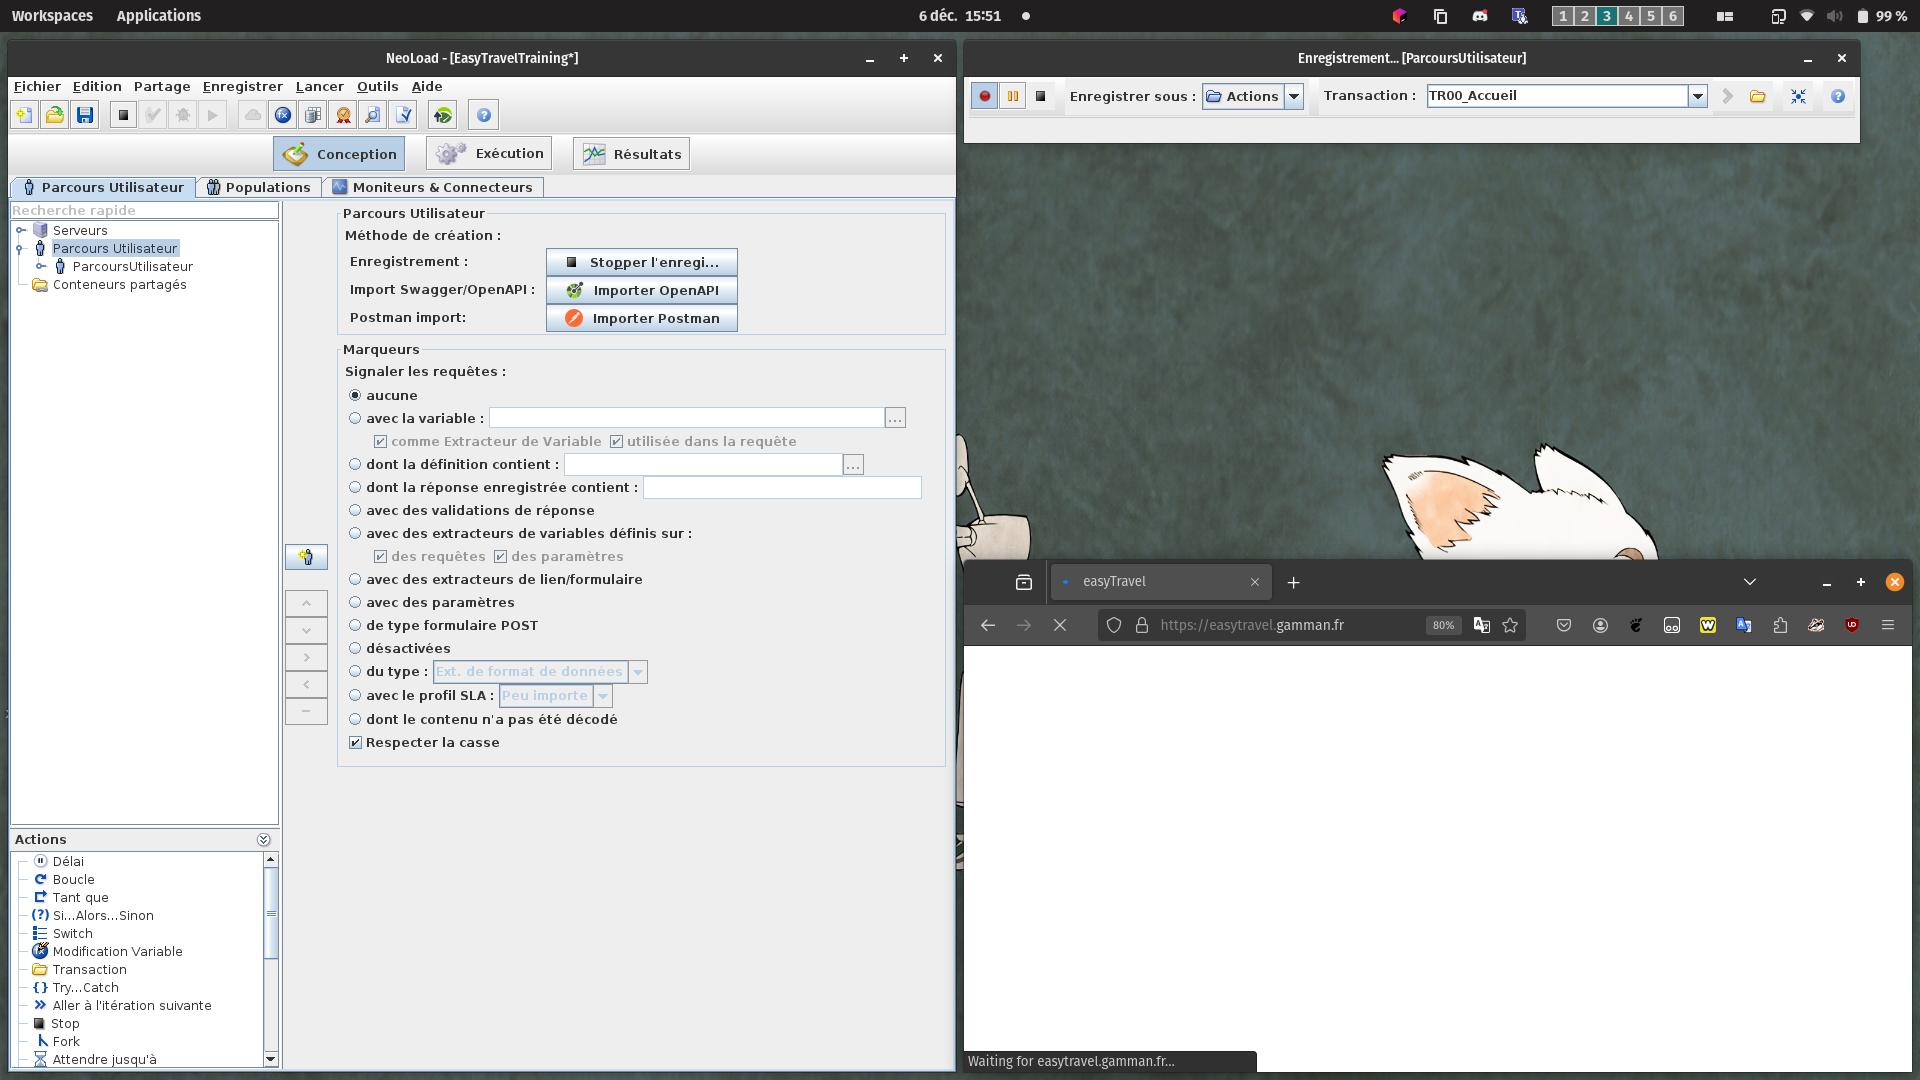 Workspaces Applications 6 déc. 15:51 1 2 3 4 5 6 99 %
NeoLoad - [EasyTravelTraining*]
Fichier Edition Partage Enregistrer Lancer Outils Aide
Conception Exécution Résultats
Parcours Utilisateur Populations Moniteurs & Connecteurs
Recherche rapide
Serveurs
Parcours Utilisateur
ParcoursUtilisateur
Conteneurs partagés
Parcours Utilisateur
Méthode de création :
Enregistrement : Stopper l'enregi...
Import Swagger/OpenAPI : Importer OpenAPI
Postman import: Importer Postman
Marqueurs
Signaler les requêtes :
aucune
avec la variable : ...
comme Extracteur de Variable utilisée dans la requête
dont la définition contient : ...
dont la réponse enregistrée contient :
avec des validations de réponse
avec des extracteurs de variables définis sur :
des requêtes des paramètres
avec des extracteurs de lien/formulaire
avec des paramètres
de type formulaire POST
désactivées
du type : Ext. de format de données
avec le profil SLA : Peu importe
dont le contenu n'a pas été décodé
Respecter la casse
Actions
Délai
Boucle
Tant que
Si...Alors...Sinon
Switch
Modification Variable
Transaction
Try...Catch
Aller à l'itération suivante
Stop
Fork
Attendre jusqu'à
Enregistrement... [ParcoursUtilisateur]
Enregistrer sous : Actions Transaction : TR00_Accueil
easyTravel
https://easytravel.gamman.fr 80%
Waiting for easytravel.gamman.fr...